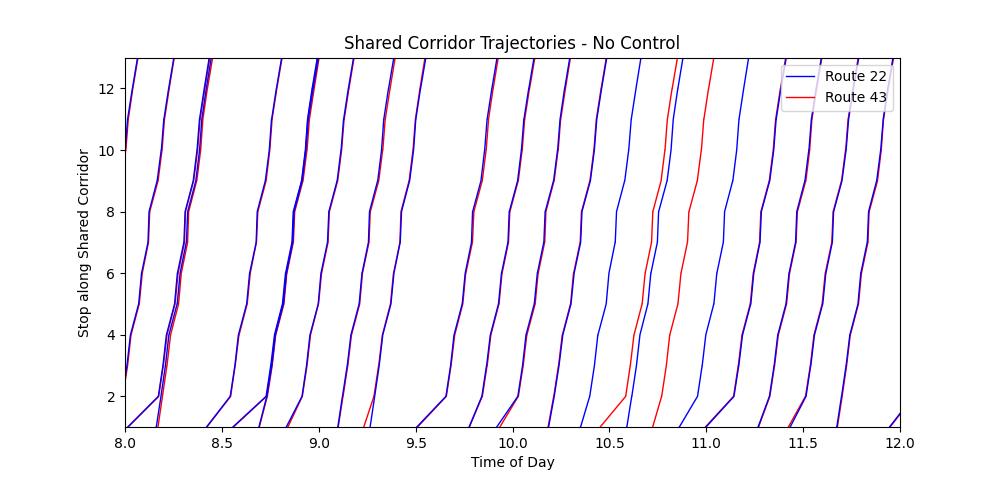 Shared Corridor Trajectories - No Control
Route 22
Route 43
Stop along Shared Corridor
12
10
8
6
4
2
8.0 8.5 9.0 9.5 10.0 10.5 11.0 11.5 12.0
Time of Day